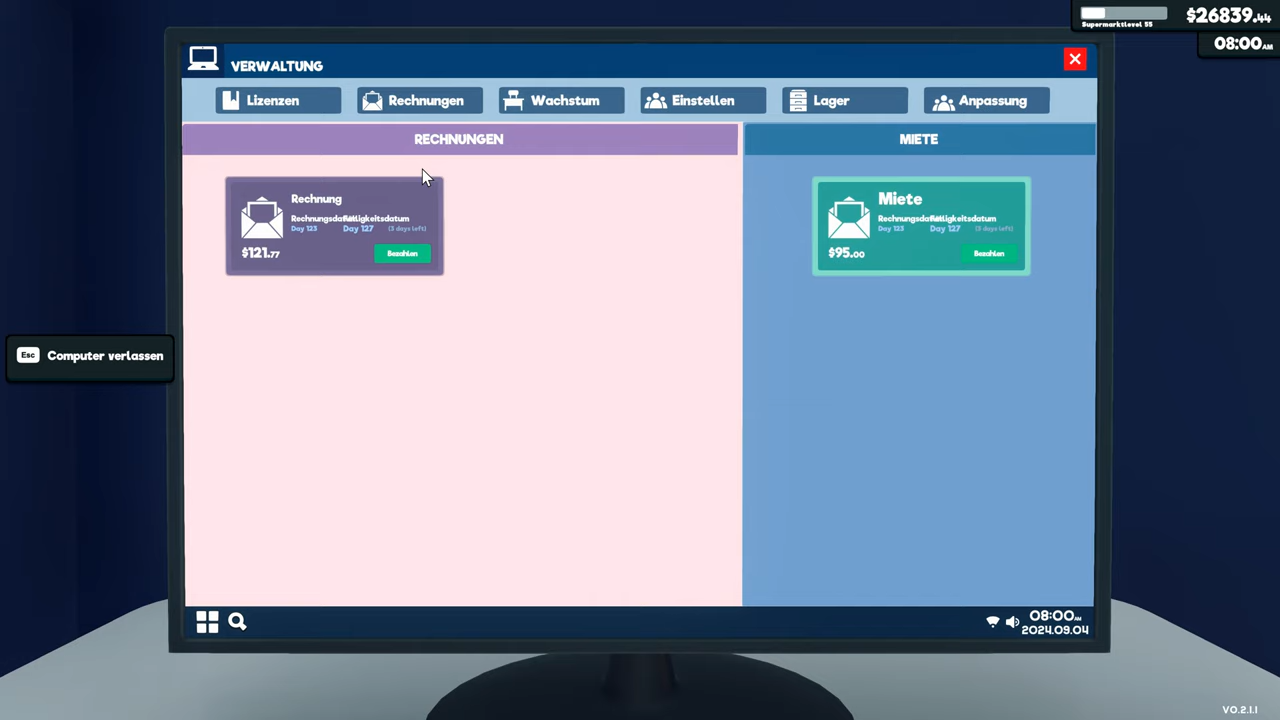 $26839.44
Supermarktlevel 55
08:00AM
VERWALTUNG
Lizenzen
Rechnungen
Wachstum
Einstellen
Lager
Anpassung
RECHNUNGEN
MIETE
Rechnung
Day 123 Day 127 (3 days left)
$121.77
Bezahlen
Miete
Day 123 Day 127 (3 days left)
$95.00
Bezahlen
Esc Computer verlassen
08:00
2024.09.04
V0.2.1.1